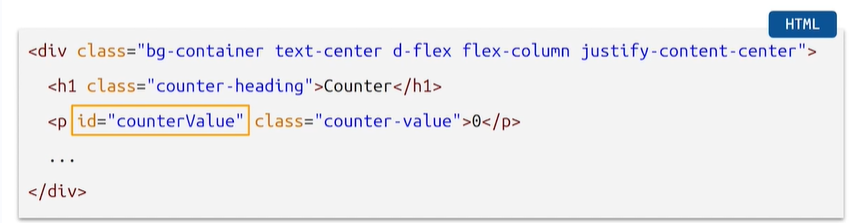 HTML
<div class="bg-container text-center d-flex flex-column justify-content-center">
<h1 class="counter-heading">Counter</h1>
<p id="counterValue" class="counter-value">0</p>
...
</div>